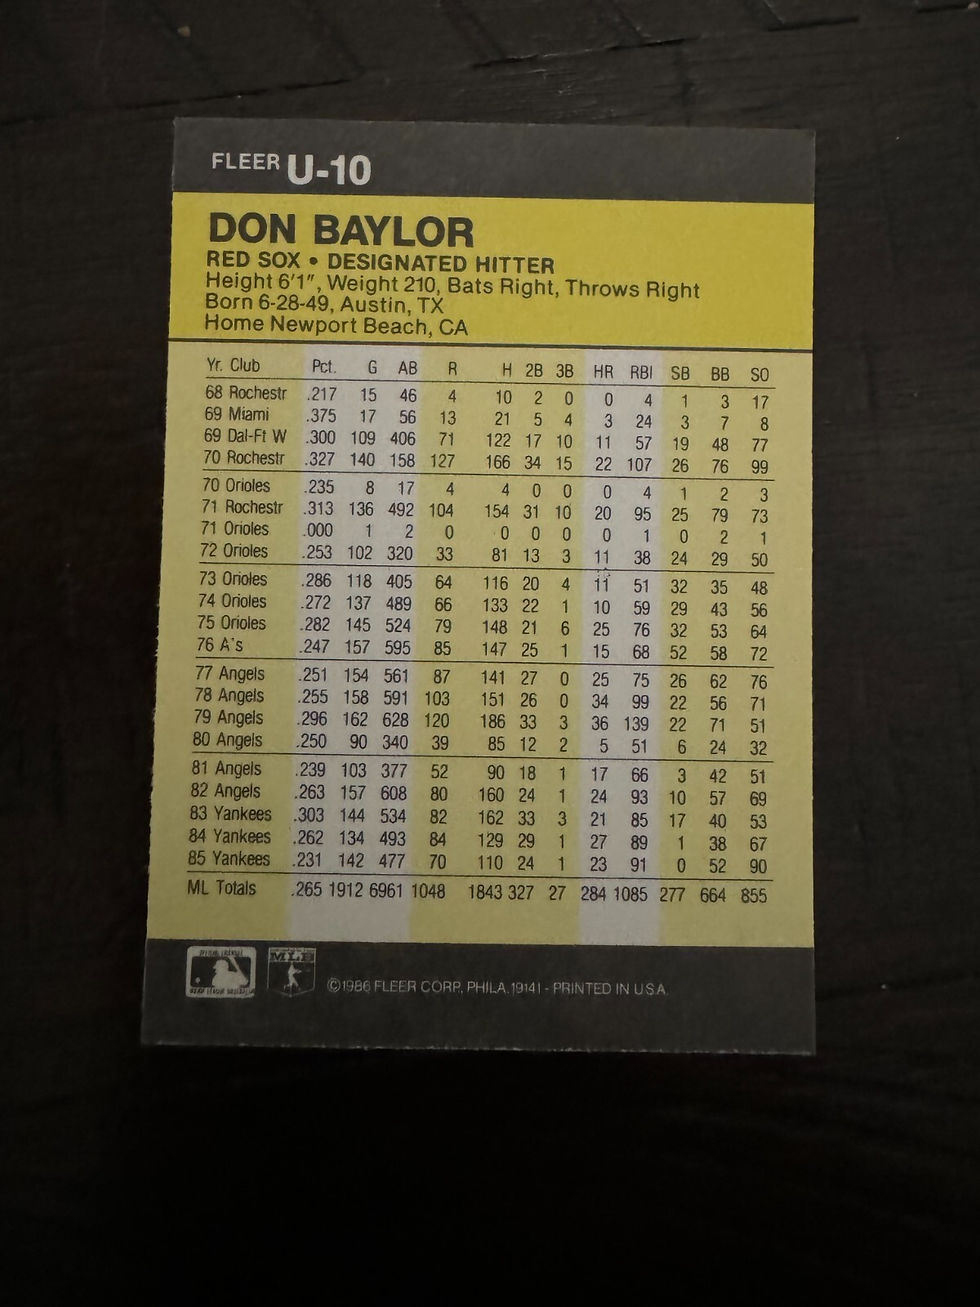 FLEER U-10
DON BAYLOR
RED SOX • DESIGNATED HITTER
Height 6'1", Weight 210, Bats Right, Throws Right
Born 6-28-49, Austin, TX
Home Newport Beach, CA
Yr. Club Pct. G AB R H 2B 3B HR RBI SB BB SO
68 Rochestr .217 15 46 4 10 2 0 0 4 1 3 17
69 Miami .375 17 56 13 21 5 4 3 24 3 7 8
69 Dal-Ft W .300 109 406 71 122 17 10 11 57 19 48 77
70 Rochestr .327 140 158 127 166 34 15 22 107 26 76 99
70 Orioles .235 8 17 4 4 0 0 0 4 1 2 3
71 Rochestr .313 136 492 104 154 31 10 20 95 25 79 73
71 Orioles .000 1 2 0 0 0 0 0 1 0 2 1
72 Orioles .253 102 320 33 81 13 3 11 38 24 29 50
73 Orioles .286 118 405 64 116 20 4 11 51 32 35 48
74 Orioles .272 137 489 66 133 22 1 10 59 29 43 56
75 Orioles .282 145 524 79 148 21 6 25 76 32 53 64
76 A's .247 157 595 85 147 25 1 15 68 52 58 72
77 Angels .251 154 561 87 141 27 0 25 75 26 62 76
78 Angels .255 158 591 103 151 26 0 34 99 22 56 71
79 Angels .296 162 628 120 186 33 3 36 139 22 71 51
80 Angels .250 90 340 39 85 12 2 5 51 6 24 32
81 Angels .239 103 377 52 90 18 1 17 66 3 42 51
82 Angels .263 157 608 80 160 24 1 24 93 10 57 69
83 Yankees .303 144 534 82 162 33 3 21 85 17 40 53
84 Yankees .262 134 493 84 129 29 1 27 89 1 38 67
85 Yankees .231 142 477 70 110 24 1 23 91 0 52 90
ML Totals .265 1912 6961 1048 1843 327 27 284 1085 277 664 855
MLB
©1986 FLEER CORP., PHILA. 19141 - PRINTED IN U.S.A.